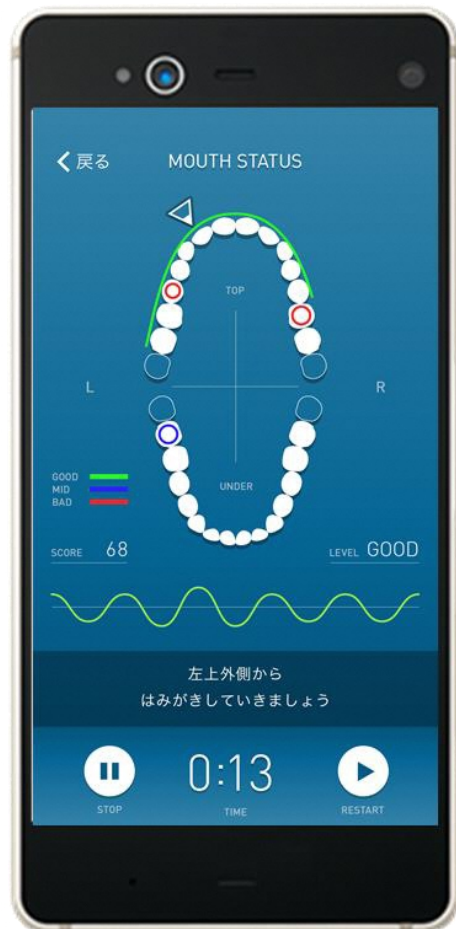 戻る
MOUTH STATUS
TOP
L
R
GOOD
MID
BAD
UNDER
SCORE 68
LEVEL GOOD
左上外側から
はみがきしていきましょう
0:13
STOP
TIME
RESTART